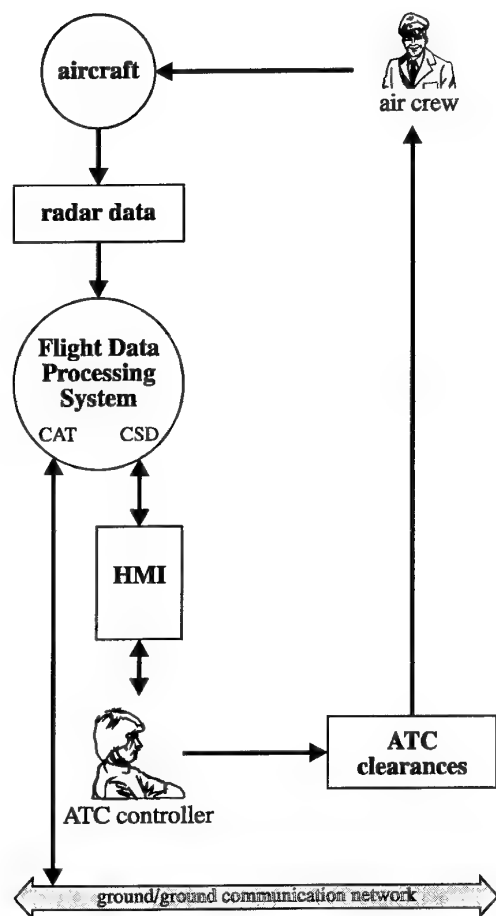 aircraft
air crew
radar data
Flight Data
Processing
System
CAT CSD
HMI
ATC controller
ATC
clearances
ground/ground communication network